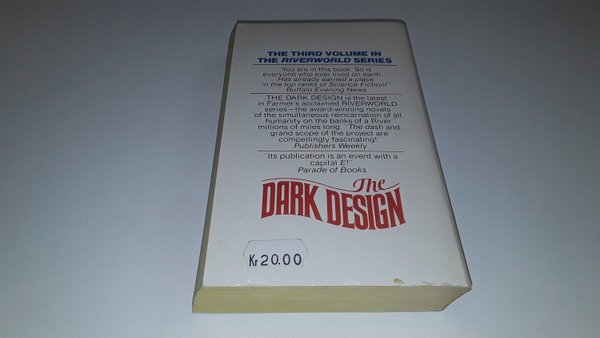 THE THIRD VOLUME IN
THE RIVERWORLD SERIES
You are in this book. So is
everyone who ever lived on earth...
Has already earned a place
in the top ranks of Science Fiction!"
Buffalo Evening News
THE DARK DESIGN is the latest
in Farmer's acclaimed RIVERWORLD
series—the award-winning novels
of the simultaneous reincarnation of all
humanity on the banks of a River
millions of miles long. "The dash and
grand scope of the project are
compellingly fascinating!"
Publishers Weekly
"Its publication is an event with a
capital E!"
Parade of Books
The
DARK DESIGN
Kr 20.00